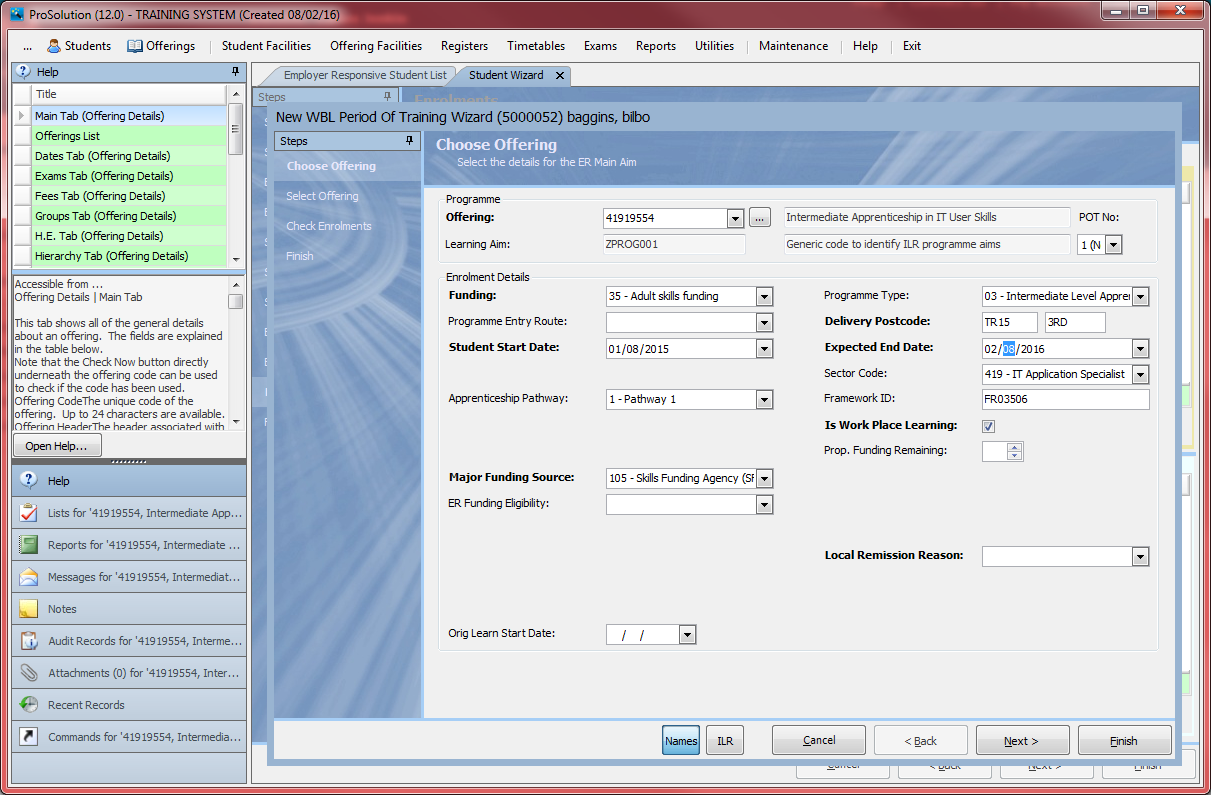 ProSolution (12.0) - TRAINING SYSTEM (Created 08/02/16)
... Students Offerings Student Facilities Offering Facilities Registers Timetables Exams Reports Utilities Maintenance Help Exit
Help
Title
Main Tab (Offering Details)
Offerings List
Dates Tab (Offering Details)
Exams Tab (Offering Details)
Fees Tab (Offering Details)
Groups Tab (Offering Details)
H.E. Tab (Offering Details)
Hierarchy Tab (Offering Details)
Accessible from ...
Offering Details | Main Tab
This tab shows all of the general details
about an offering. The fields are explained
in the table below.
Note that the Check Now button directly
underneath the offering code can be used
to check if the code has been used.
Offering CodeThe unique code of the
offering. Up to 24 characters are available.
Offering HeaderThe header associated with
Open Help...
Help
Lists for '41919554, Intermediate App...
Reports for '41919554, Intermediate ...
Messages for '41919554, Intermediat...
Notes
Audit Records for '41919554, Interme...
Attachments (0) for '41919554, Inter...
Recent Records
Commands for '41919554, Intermedia...
Employer Responsive Student List
Student Wizard
Steps
Enrolments
New WBL Period Of Training Wizard (5000052) baggins, bilbo
Steps
Choose Offering
Select Offering
Check Enrolments
Finish
Choose Offering
Select the details for the ER Main Aim
Programme
Offering: 41919554 ... Intermediate Apprenticeship in IT User Skills POT No:
Learning Aim: ZPROG001 Generic code to identify ILR programme aims 1 (N
Enrolment Details
Funding: 35 - Adult skills funding Programme Type: 03 - Intermediate Level Apprer
Programme Entry Route: Delivery Postcode: TR15 3RD
Student Start Date: 01/08/2015 Expected End Date: 02/08/2016
Sector Code: 419 - IT Application Specialist
Apprenticeship Pathway: 1 - Pathway 1 Framework ID: FR03506
Is Work Place Learning:
Prop. Funding Remaining:
Major Funding Source: 105 - Skills Funding Agency (SF
ER Funding Eligibility:
Local Remission Reason:
Orig Learn Start Date: / /
Names ILR Cancel < Back Next > Finish
Cancel < Back Next > Finish